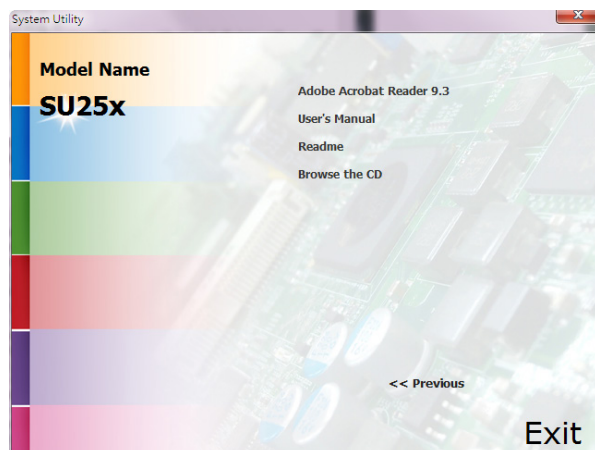 System Utility
Model Name
SU25x
Adobe Acrobat Reader 9.3
User's Manual
Readme
Browse the CD
<< Previous
Exit